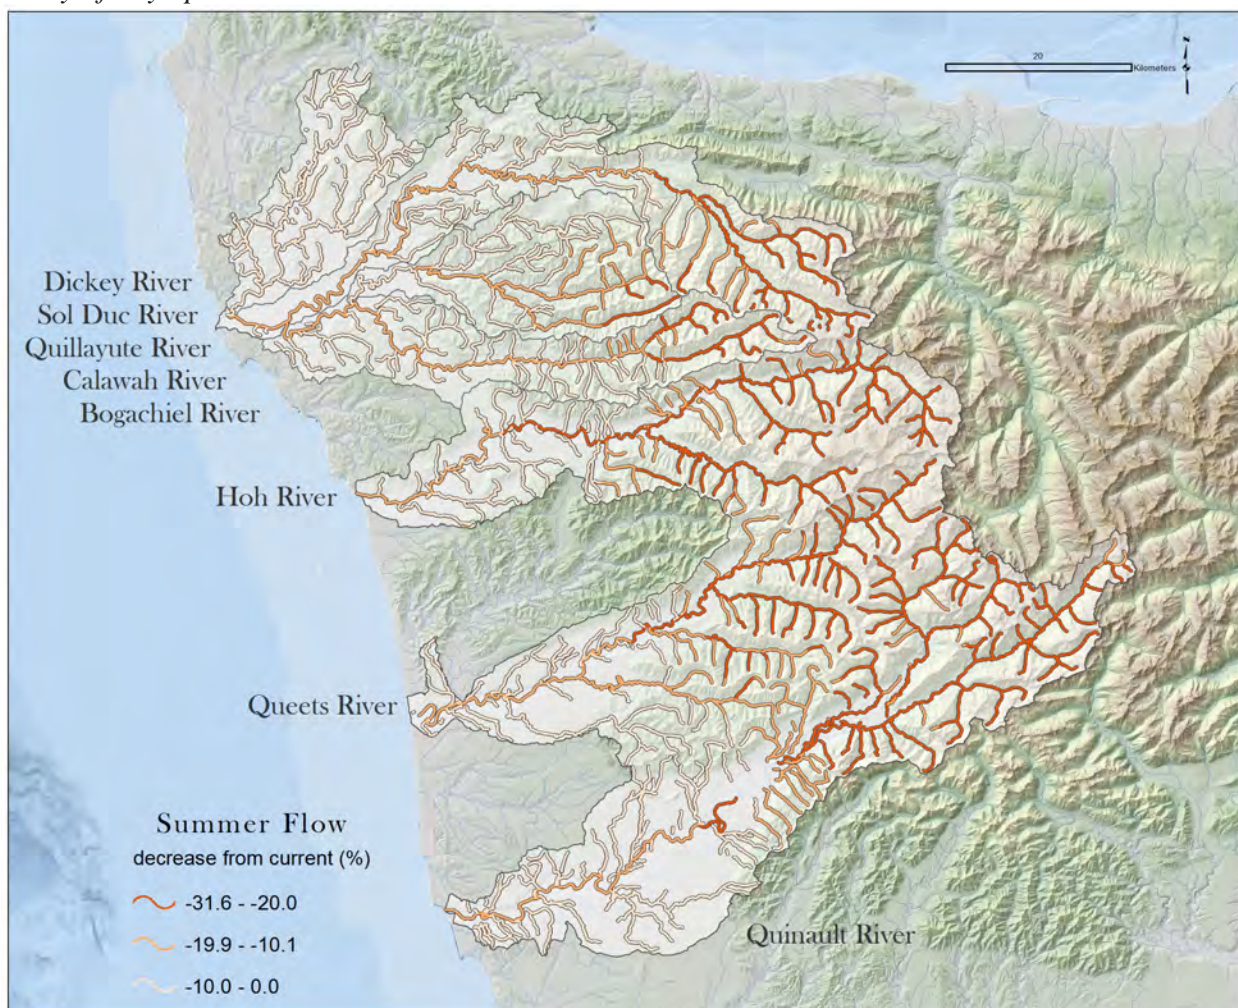 20
Kilometers
N
Dickey River
Sol Duc River
Quillayute River
Calawah River
Bogachiel River
Hoh River
Queets River
Quinault River
Summer Flow
decrease from current (%)
-31.6 - -20.0
-19.9 - -10.1
-10.0 - 0.0